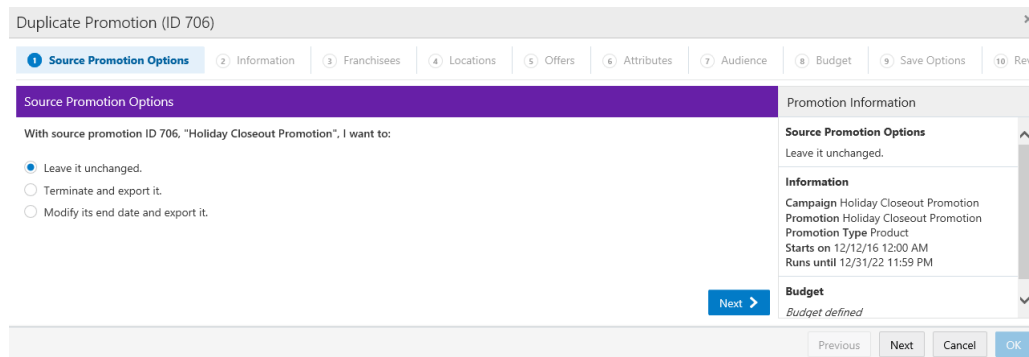 Duplicate Promotion (ID 706)
1 Source Promotion Options 2 Information 3 Franchisees 4 Locations 5 Offers 6 Attributes 7 Audience 8 Budget 9 Save Options 10 Re
Source Promotion Options
Promotion Information
With source promotion ID 706, "Holiday Closeout Promotion", I want to:
Leave it unchanged.
Terminate and export it.
Modify its end date and export it.
Next
Source Promotion Options
Leave it unchanged.
Information
Campaign Holiday Closeout Promotion
Promotion Holiday Closeout Promotion
Promotion Type Product
Starts on 12/12/16 12:00 AM
Runs until 12/31/22 11:59 PM
Budget
Budget defined
Previous Next Cancel OK